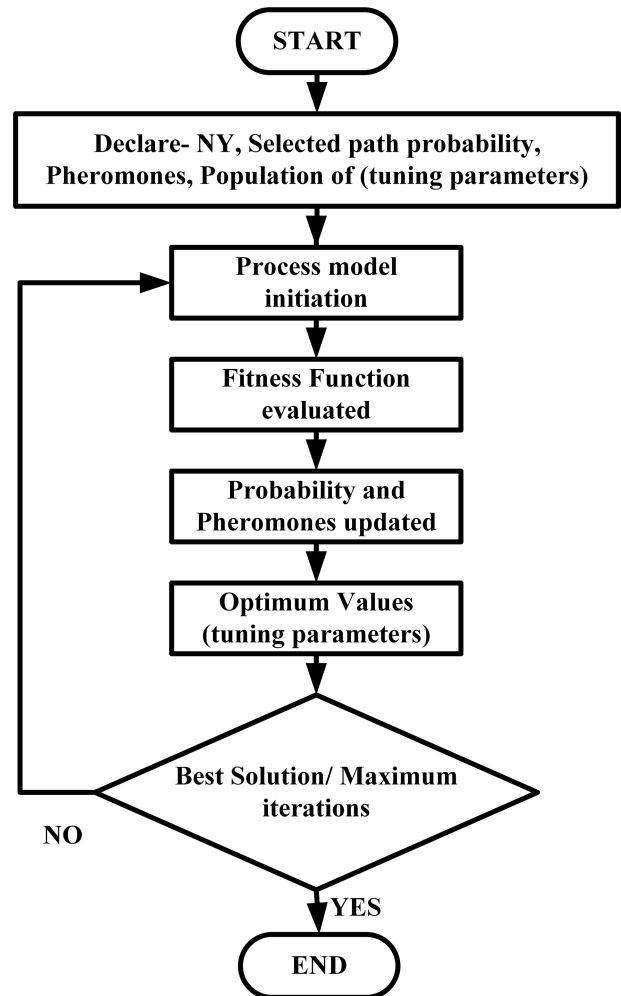 START
Declare- NY, Selected path probability,
Pheromones, Population of (tuning parameters)
Process model
initiation
Fitness Function
evaluated
Probability and
Pheromones updated
Optimum Values
(tuning parameters)
Best Solution/ Maximum
iterations
NO
YES
END